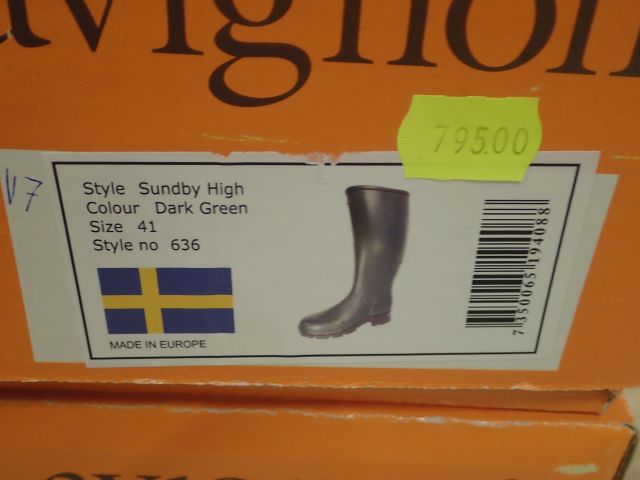 vignon
795.00
V7
Style Sundby High
Colour Dark Green
Size 41
Style no 636
MADE IN EUROPE
7350065194088